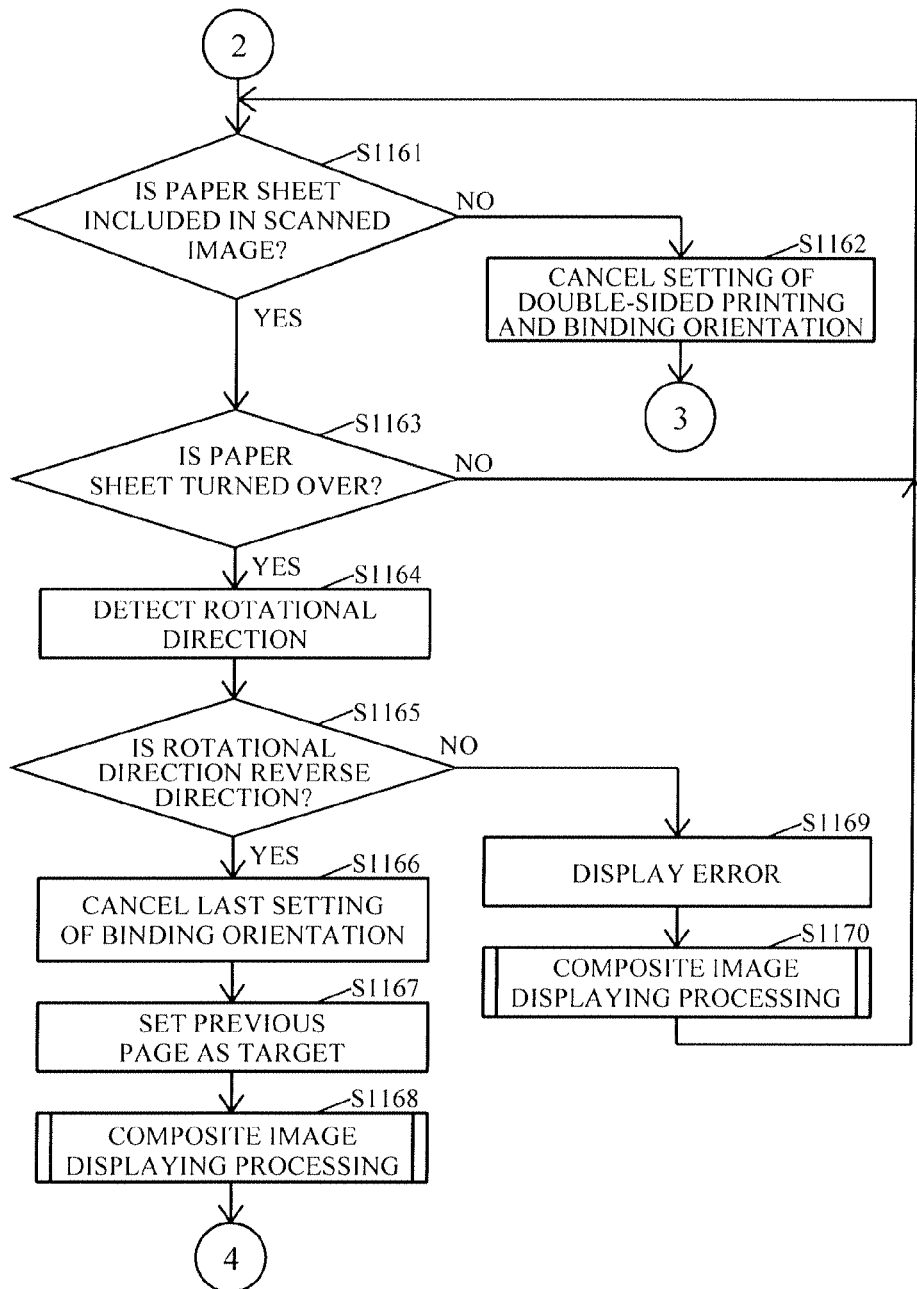 2
S1161
IS PAPER SHEET
INCLUDED IN SCANNED
IMAGE?
NO
YES
S1162
CANCEL SETTING OF
DOUBLE-SIDED PRINTING
AND BINDING ORIENTATION
3
S1163
IS PAPER
SHEET TURNED OVER?
NO
YES
S1164
DETECT ROTATIONAL
DIRECTION
S1165
IS ROTATIONAL
DIRECTION REVERSE
DIRECTION?
NO
YES
S1169
DISPLAY ERROR
S1170
COMPOSITE IMAGE
DISPLAYING PROCESSING
S1166
CANCEL LAST SETTING
OF BINDING ORIENTATION
S1167
SET PREVIOUS
PAGE AS TARGET
S1168
COMPOSITE IMAGE
DISPLAYING PROCESSING
4